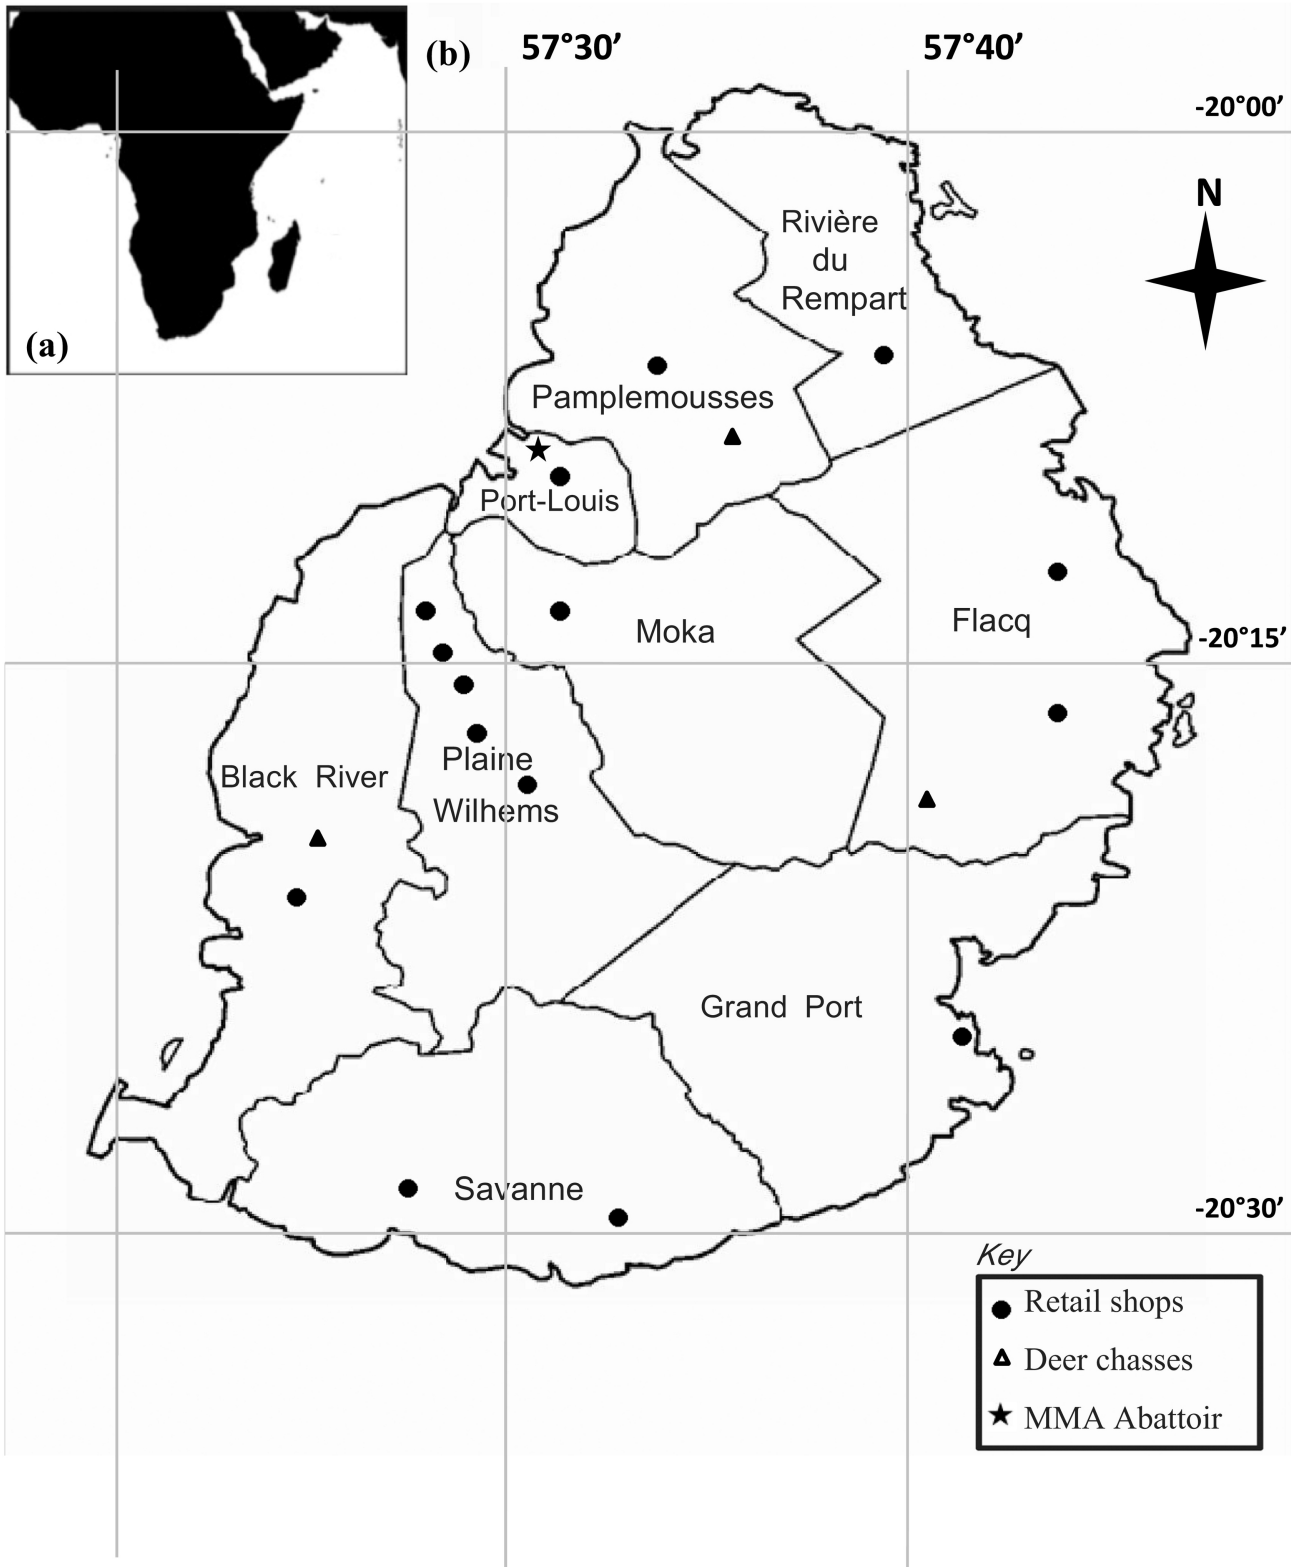 (a)
(b)
57°30’
57°40’
-20°00’
N
Rivière
du
Rempart
Pamplemousses
Port-Louis
Moka
Flacq
-20°15’
Plaine
Wilhems
Black River
Grand Port
Savanne
-20°30’
Key
Retail shops
Deer chasses
MMA Abattoir